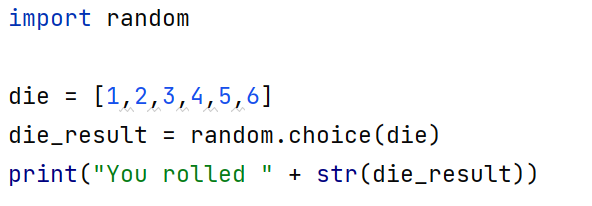 import random
die = [1,2,3,4,5,6]
die_result = random.choice(die)
print("You rolled " + str(die_result))